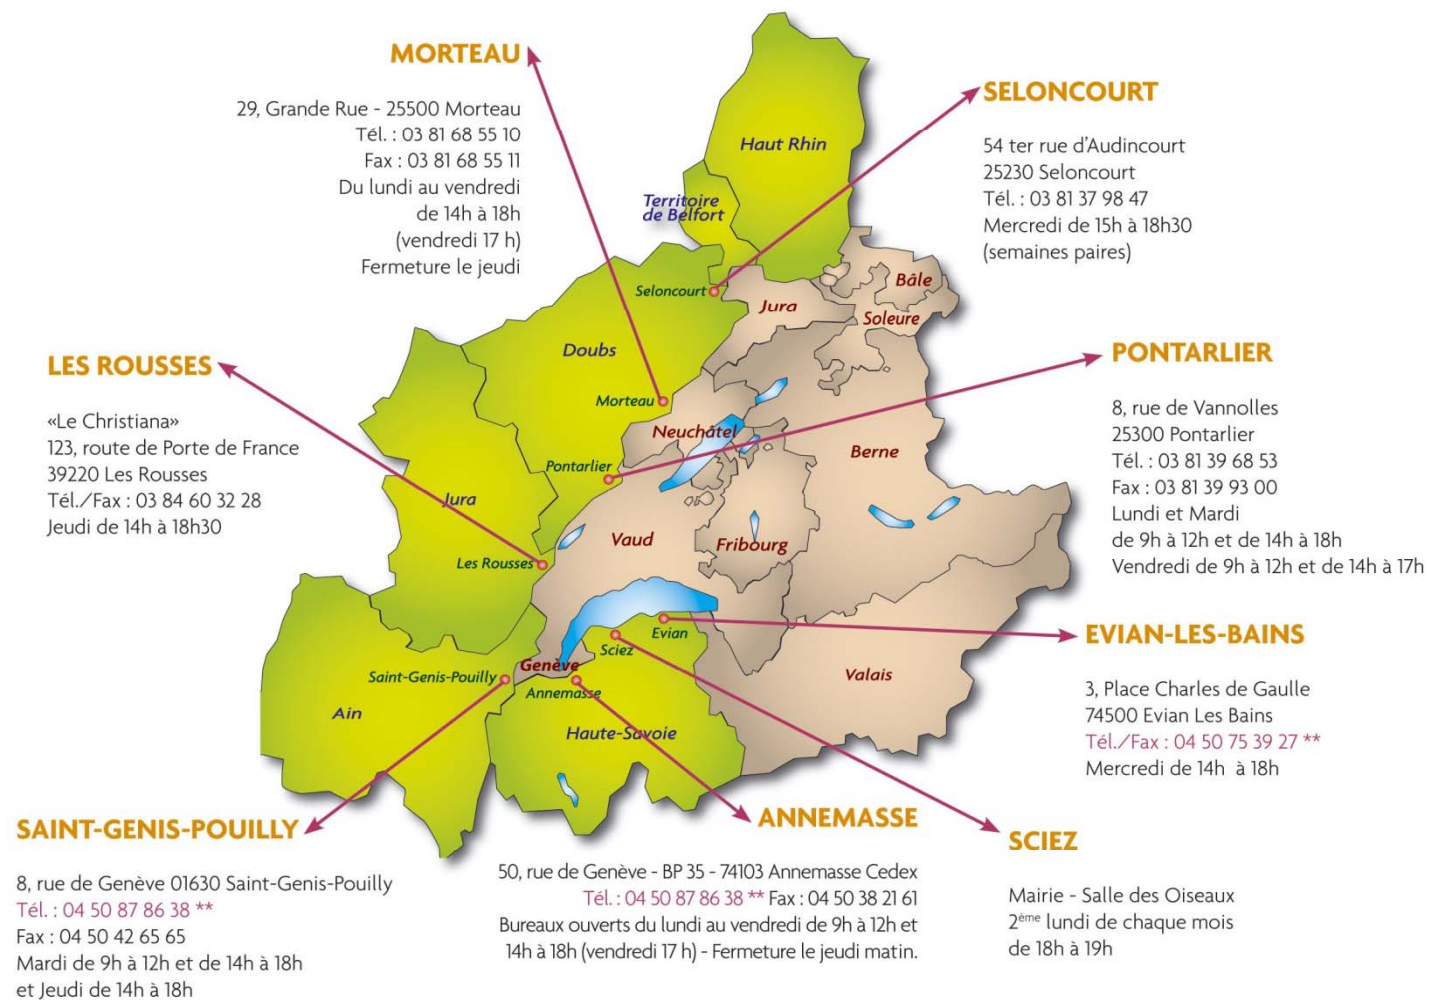 MORTEAU
29, Grande Rue - 25500 Morteau
Tél. : 03 81 68 55 10
Fax : 03 81 68 55 11
Du lundi au vendredi
de 14h à 18h
(vendredi 17 h)
Fermeture le jeudi
SELONCOURT
54 ter rue d'Audincourt
25230 Seloncourt
Tél. : 03 81 37 98 47
Mercredi de 15h à 18h30
(semaines paires)
LES ROUSSES
«Le Christiana»
123, route de Porte de France
39220 Les Rousses
Tél./Fax : 03 84 60 32 28
Jeudi de 14h à 18h30
PONTARLIER
8, rue de Vannolles
25300 Pontarlier
Tél. : 03 81 39 68 53
Fax : 03 81 39 93 00
Lundi et Mardi
de 9h à 12h et de 14h à 18h
Vendredi de 9h à 12h et de 14h à 17h
Haut Rhin
Territoire
de Belfort
Seloncourt
Bâle
Jura
Soleure
Doubs
Morteau
Neuchâtel
Berne
Pontarlier
Jura
Vaud
Fribourg
Les Rousses
Evian
Sciez
Genève
Saint-Genis-Pouilly
Annemasse
Valais
Ain
Haute-Savoie
EVIAN-LES-BAINS
3, Place Charles de Gaulle
74500 Evian Les Bains
Tél./Fax : 04 50 75 39 27 **
Mercredi de 14h à 18h
SAINT-GENIS-POUILLY
8, rue de Genève 01630 Saint-Genis-Pouilly
Tél. : 04 50 87 86 38 **
Fax : 04 50 42 65 65
Mardi de 9h à 12h et de 14h à 18h
et Jeudi de 14h à 18h
ANNEMASSE
50, rue de Genève - BP 35 - 74103 Annemasse Cedex
Tél. : 04 50 87 86 38 ** Fax : 04 50 38 21 61
Bureaux ouverts du lundi au vendredi de 9h à 12h et
14h à 18h (vendredi 17 h) - Fermeture le jeudi matin.
SCIEZ
Mairie - Salle des Oiseaux
2ème lundi de chaque mois
de 18h à 19h